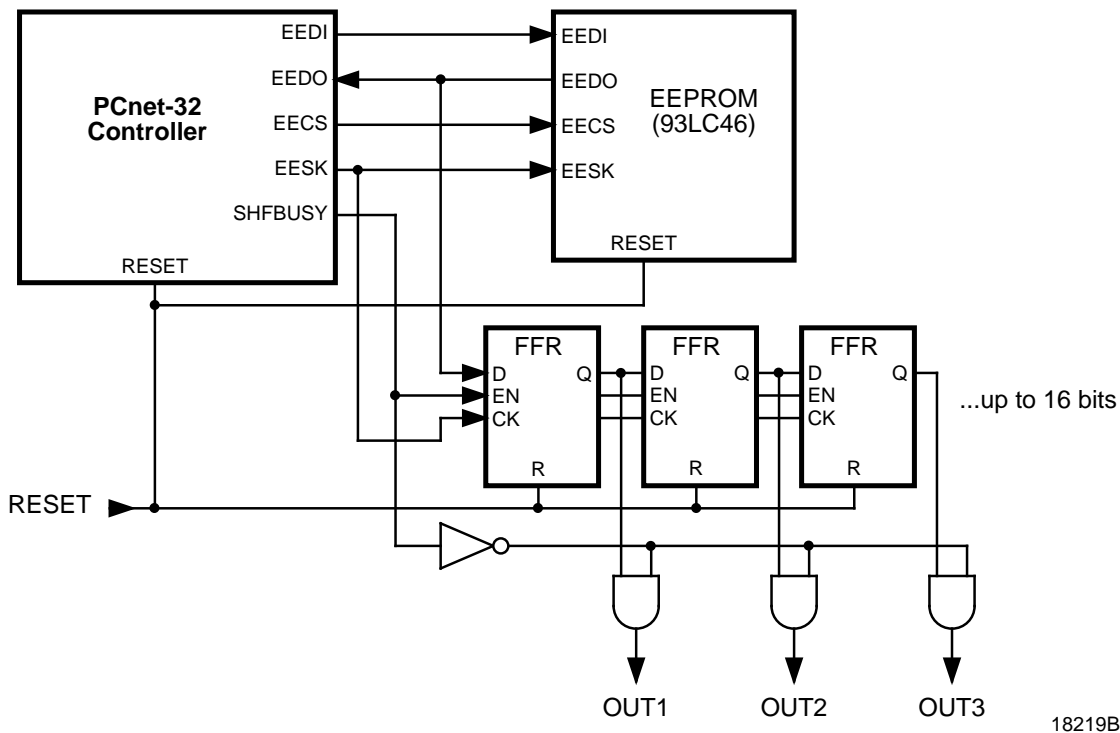 EEDI
EEDI
EEDO
EEDO
PCnet-32
Controller
EEPROM
(93LC46)
EECS
EECS
EESK
EESK
SHFBUSY
RESET
RESET
FFR
FFR
FFR
D
Q
D
Q
D
Q
EN
EN
EN
...up to 16 bits
CK
CK
CK
R
R
R
RESET
OUT1
OUT2
OUT3
18219B